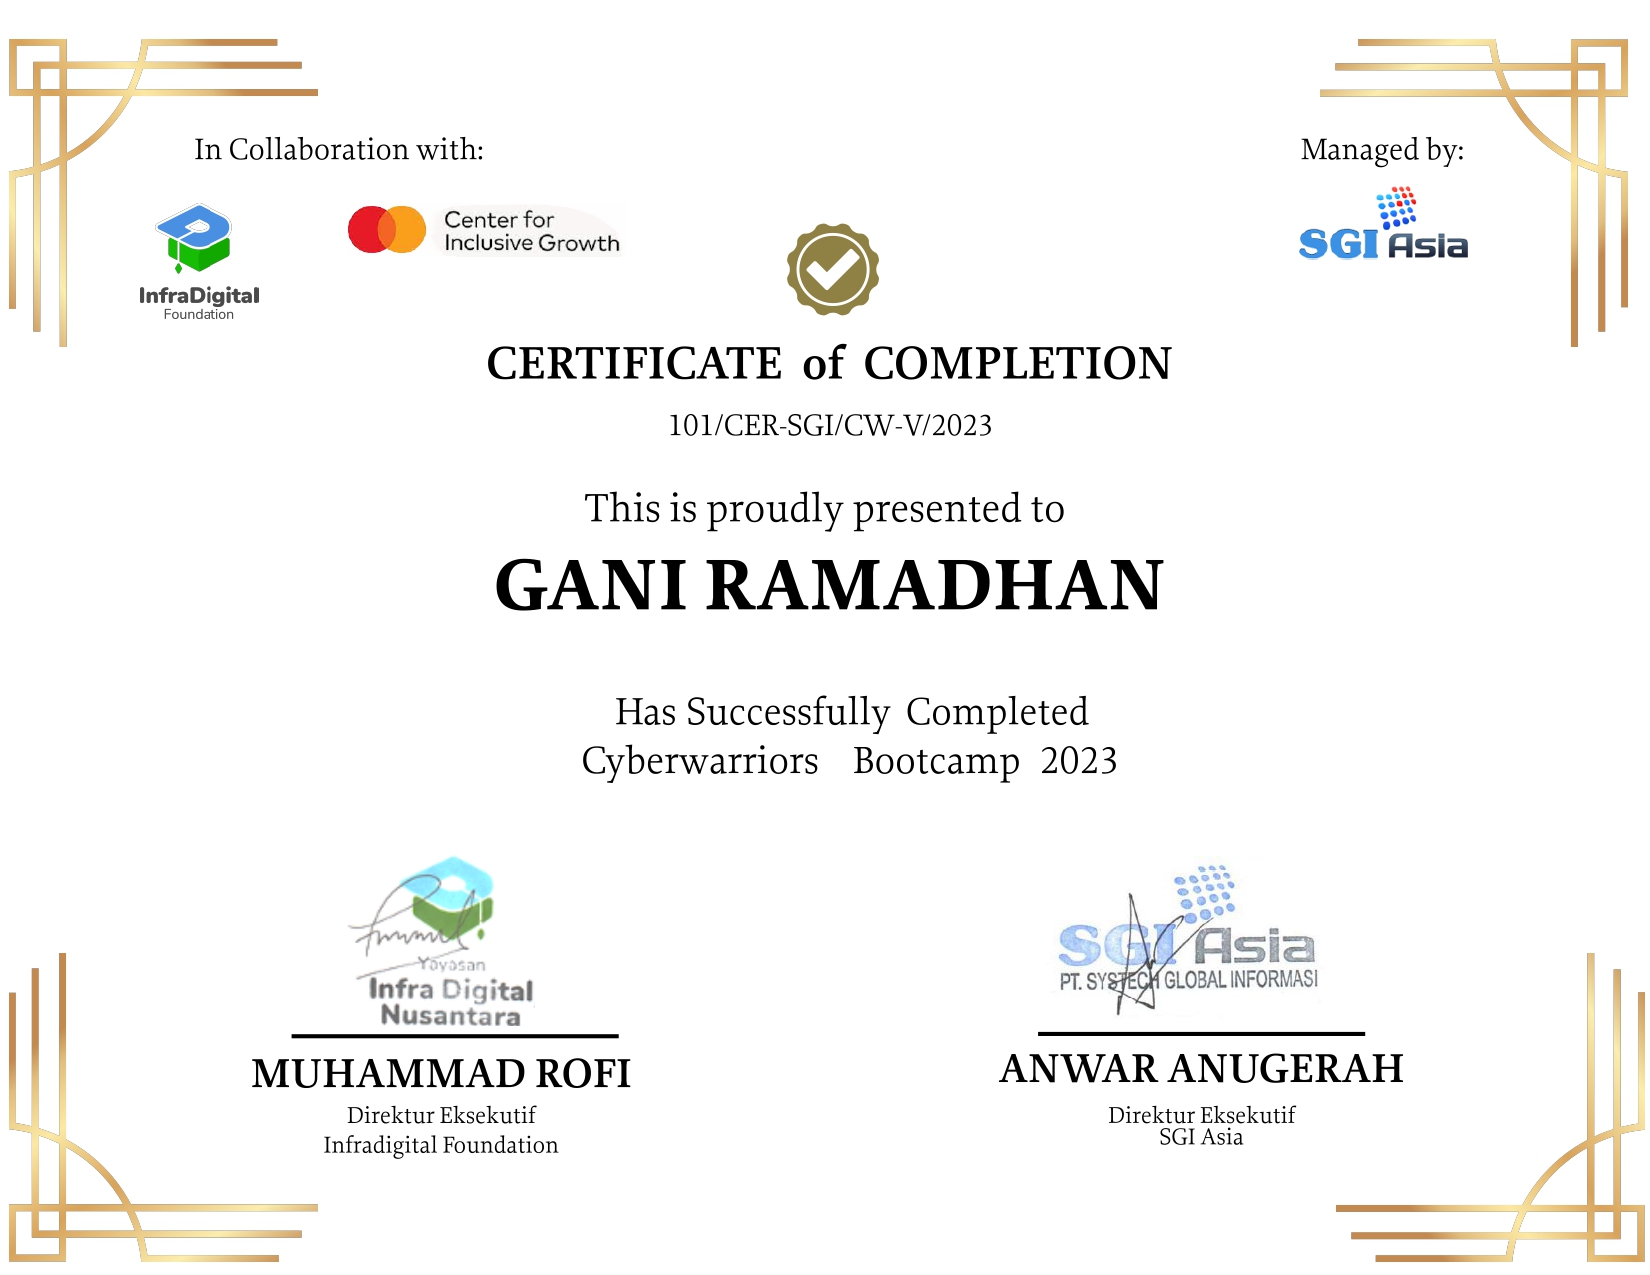 In Collaboration with:
Managed by:
InfraDigital
Foundation
Center for
Inclusive Growth
SGI Asia
CERTIFICATE of COMPLETION
101/CER-SGI/CW-V/2023
This is proudly presented to
GANI RAMADHAN
Has Successfully Completed
Cyberwarriors Bootcamp 2023
Yayasan
Infra Digital
Nusantara
SGI Asia
PT. SYSTECH GLOBAL INFORMASI
MUHAMMAD ROFI
Direktur Eksekutif
Infradigital Foundation
ANWAR ANUGERAH
Direktur Eksekutif
SGI Asia